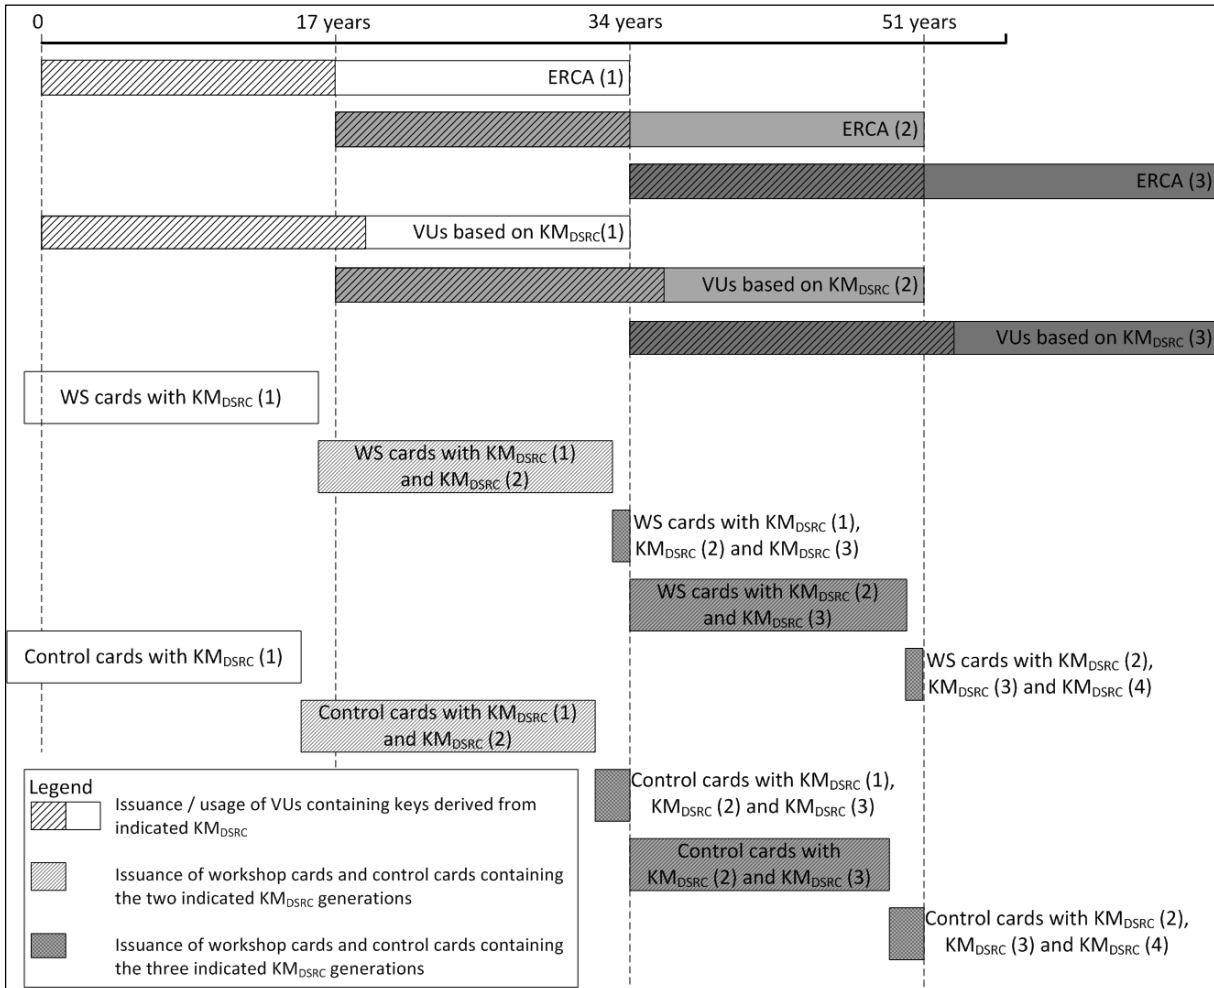 0 17 years 34 years 51 years
ERCA (1)
ERCA (2)
ERCA (3)
VUs based on KMDSRC(1)
VUs based on KMDSRC (2)
VUs based on KMDSRC (3)
WS cards with KMDSRC (1)
WS cards with KMDSRC (1)
and KMDSRC (2)
WS cards with KMDSRC (1),
KMDSRC (2) and KMDSRC (3)
WS cards with KMDSRC (2)
and KMDSRC (3)
Control cards with KMDSRC (1)
WS cards with KMDSRC (2),
KMDSRC (3) and KMDSRC (4)
Control cards with KMDSRC (1)
and KMDSRC (2)
Control cards with KMDSRC (1),
KMDSRC (2) and KMDSRC (3)
Control cards with
KMDSRC (2) and KMDSRC (3)
Control cards with KMDSRC (2),
KMDSRC (3) and KMDSRC (4)
Legend
Issuance / usage of VUs containing keys derived from
indicated KMDSRC
Issuance of workshop cards and control cards containing
the two indicated KMDSRC generations
Issuance of workshop cards and control cards containing
the three indicated KMDSRC generations